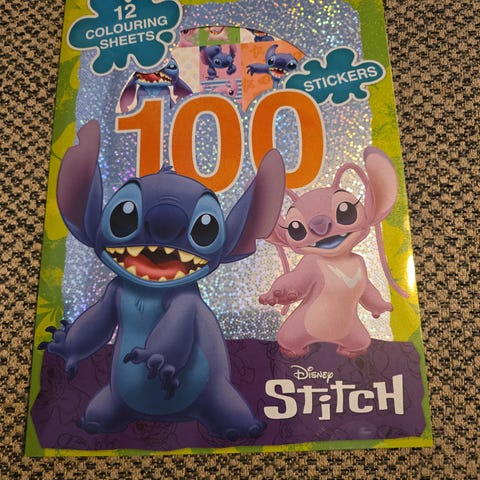 12
COLOURING
SHEETS
STICKERS
100
Disney
Stitch